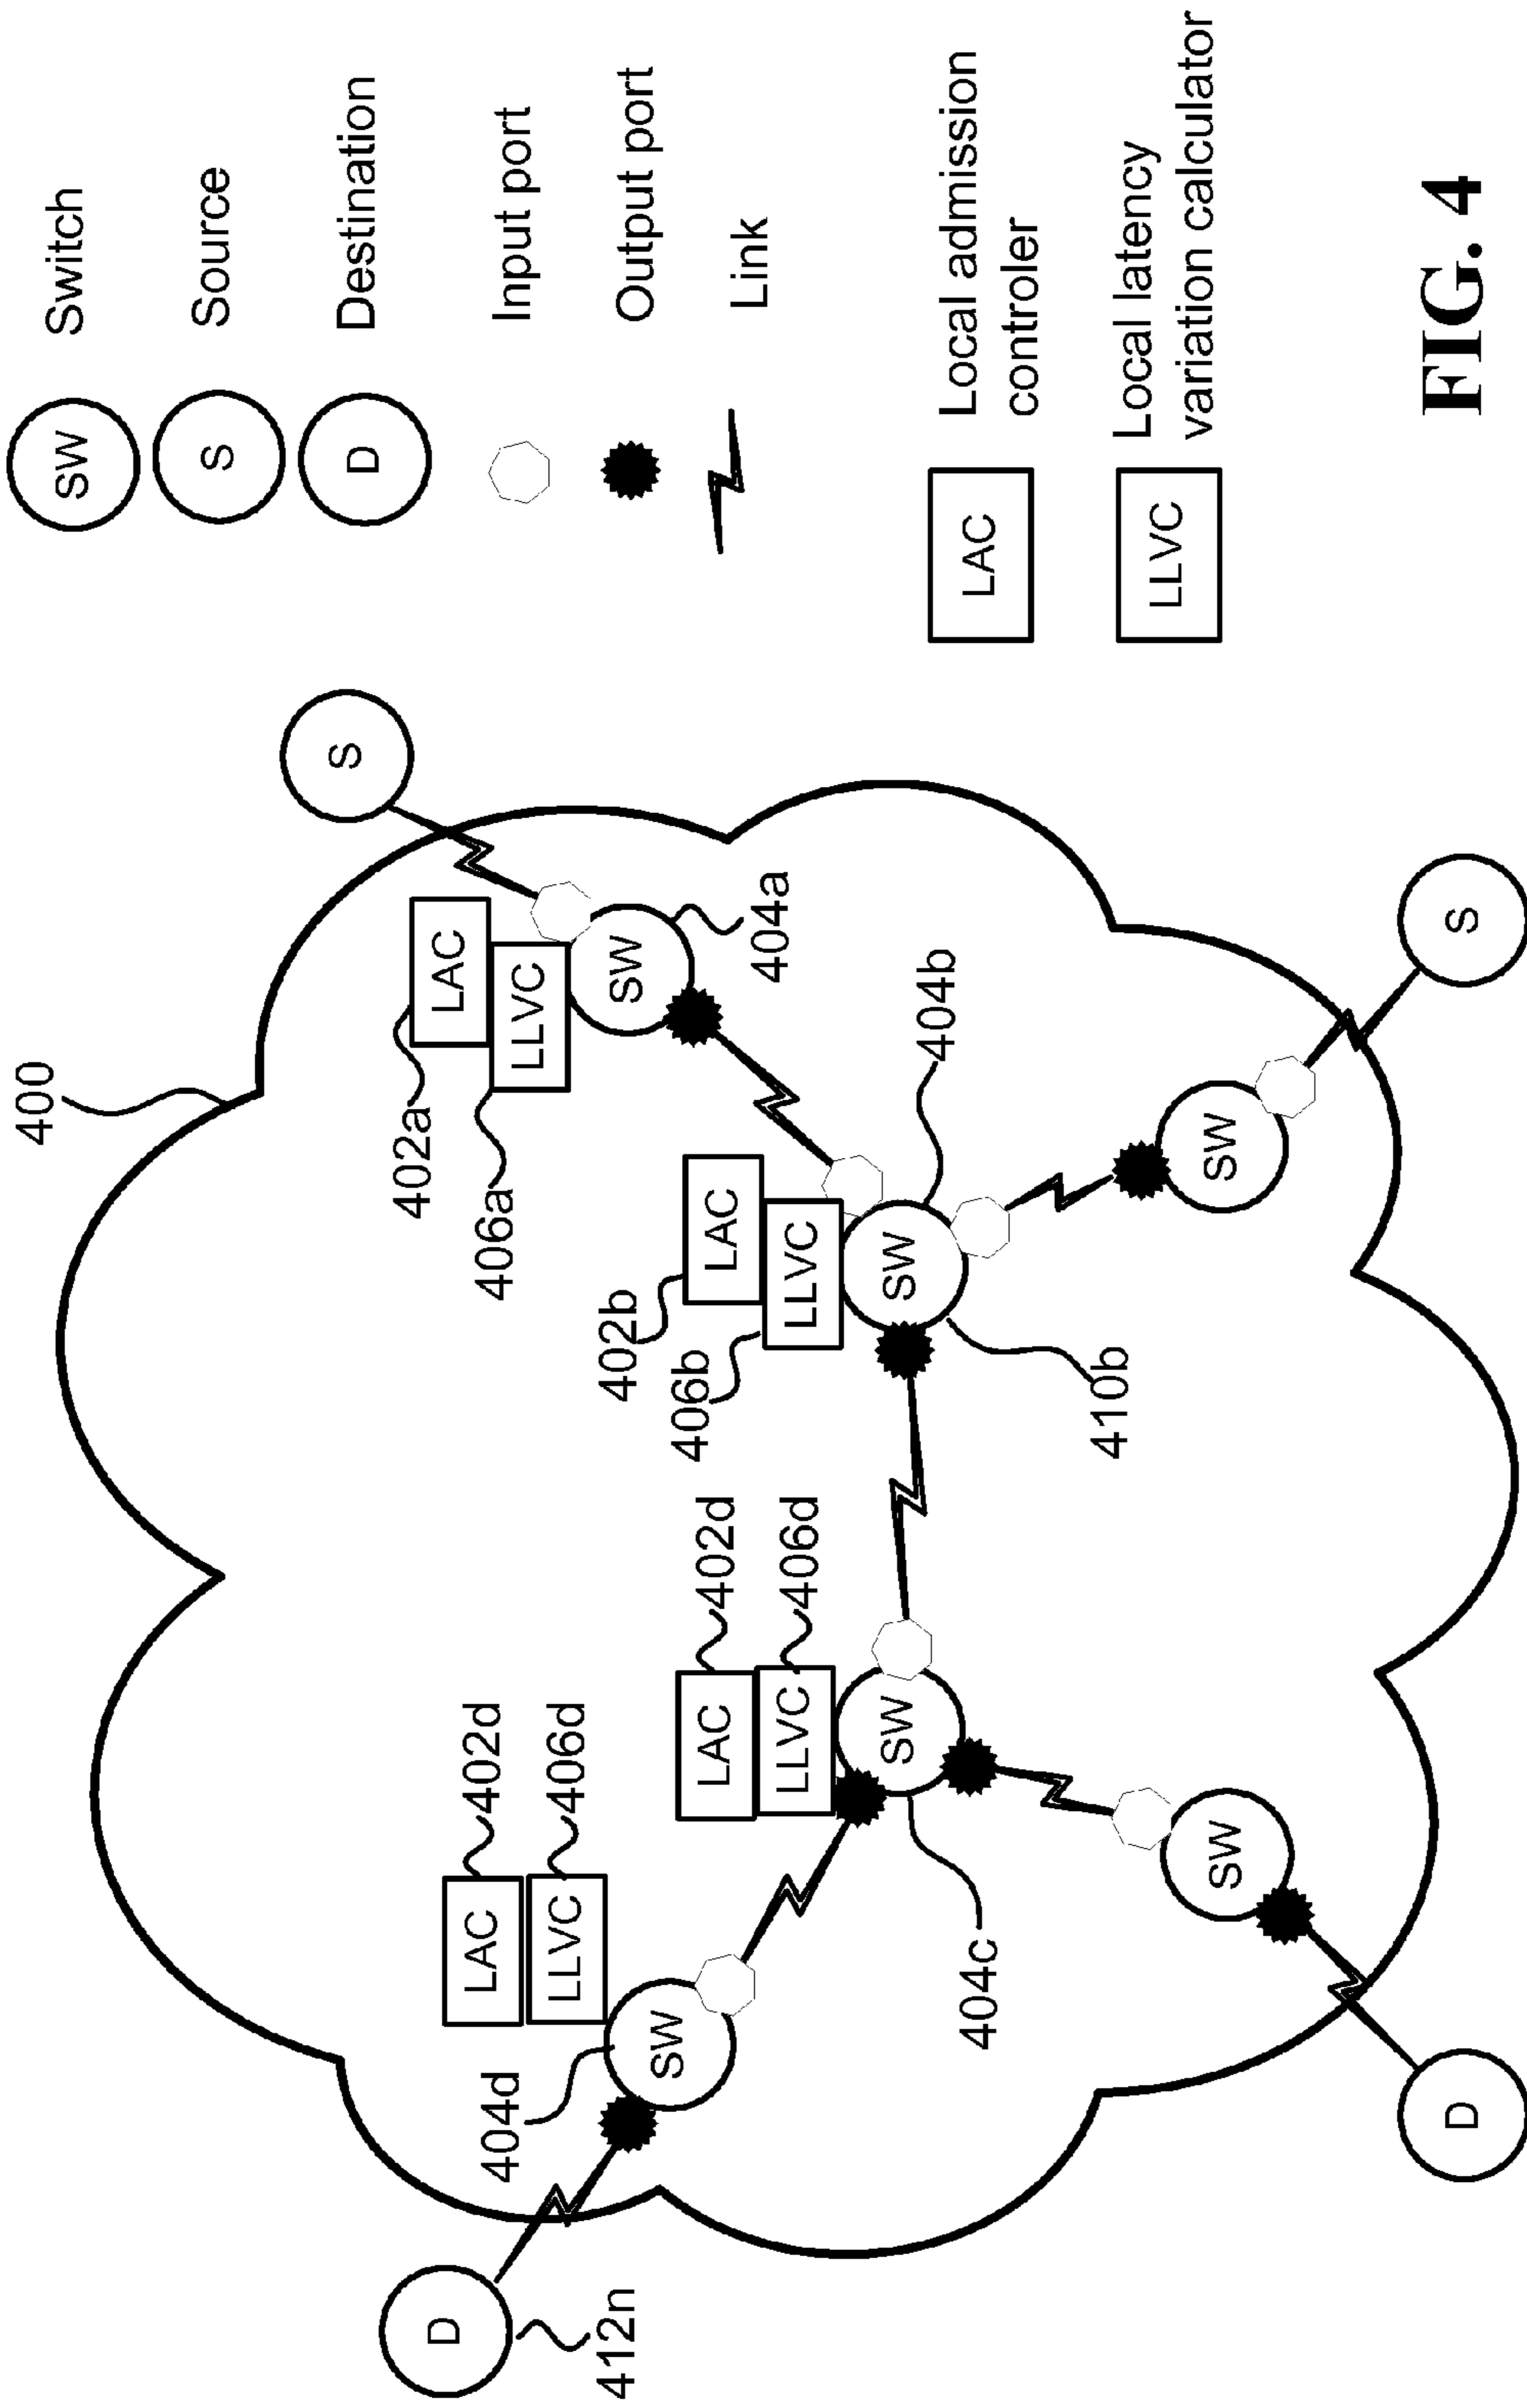 400
D
412n
404d
SW
LAC
402d
LLVC
406d
LAC
402d
LLVC
406d
SW
404c
SW
D
402b
406b
LAC
LLVC
SW
404b
410b
SW
S
402a
406a
LAC
LLVC
SW
404a
S
SW
Switch
S
Source
D
Destination
Input port
Output port
Link
LAC
Local admission
controler
LLVC
Local latency
variation calculator
FIG. 4